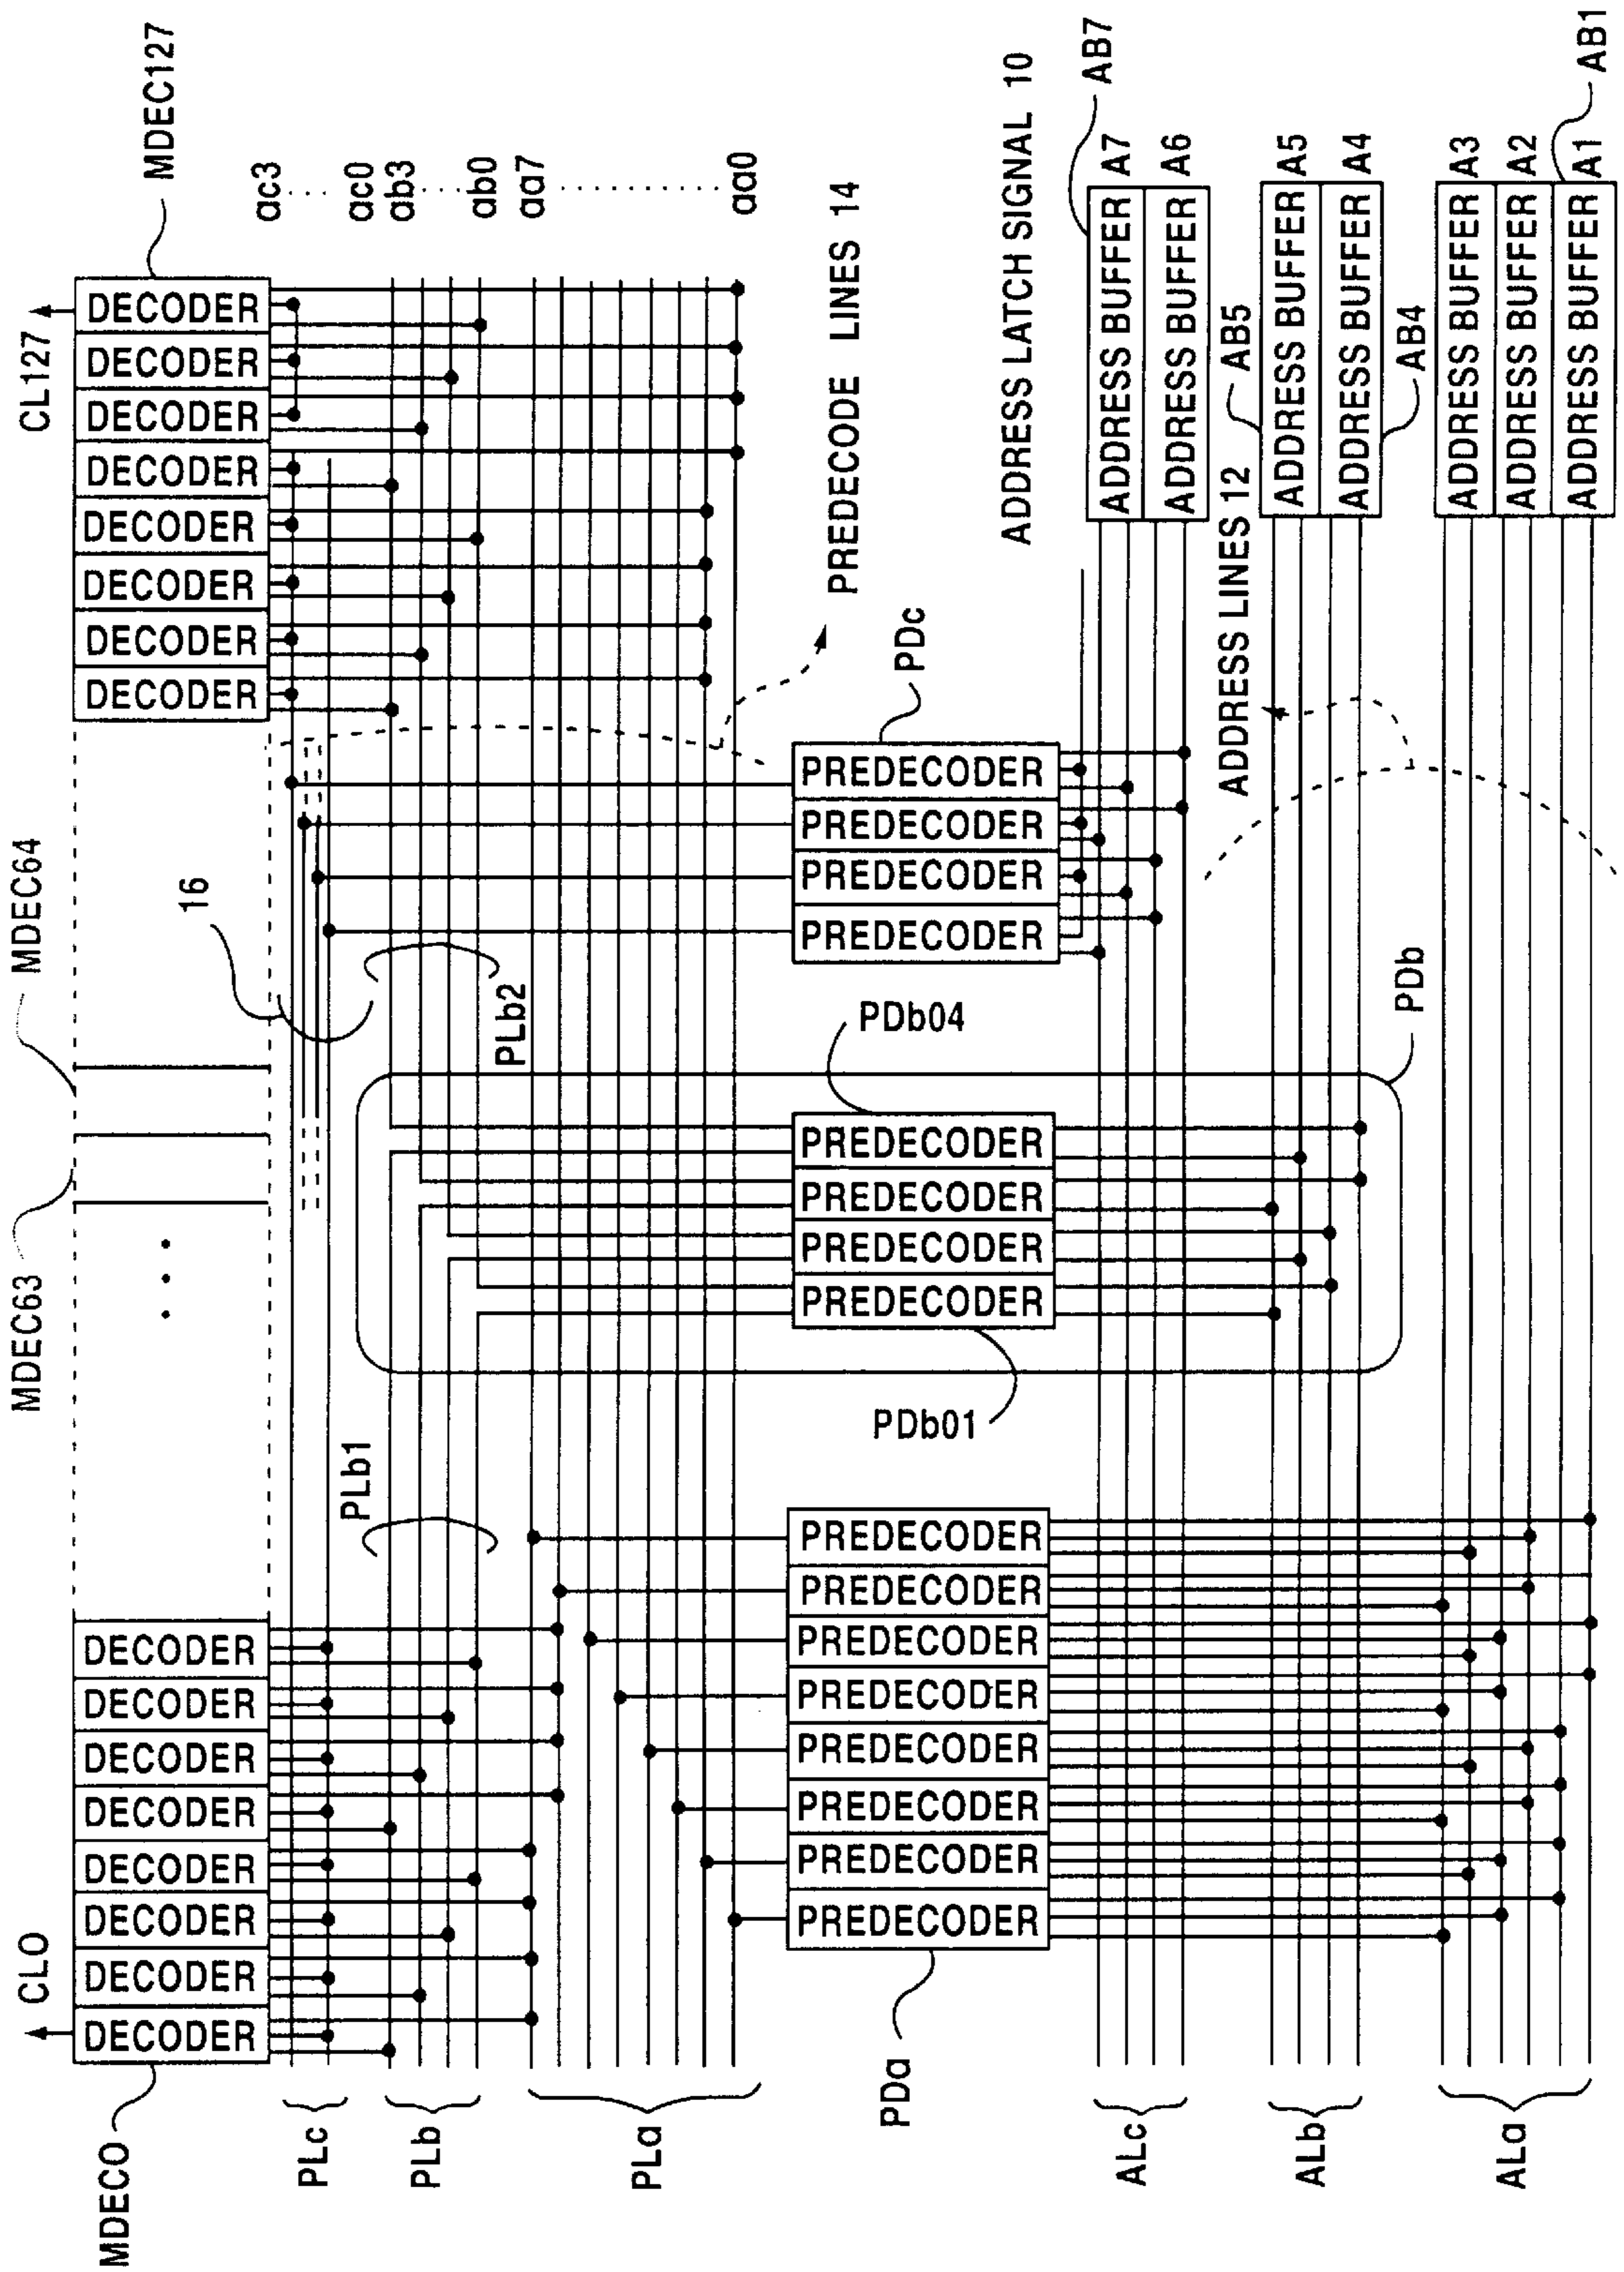 MDEC0
CL0
MDEC63
MDEC64
CL127
MDEC127
DECODER
DECODER
DECODER
DECODER
DECODER
DECODER
DECODER
DECODER
...
DECODER
DECODER
DECODER
DECODER
DECODER
DECODER
DECODER
DECODER
PLc
PLb
PLa
PLb1
PLb2
16
ac3
ac0
ab3
ab0
aa7
aa0
PREDECODE LINES 14
PDa
PREDECODER
PREDECODER
PREDECODER
PREDECODER
PREDECODER
PREDECODER
PREDECODER
PREDECODER
PDb01
PDb04
PREDECODER
PREDECODER
PREDECODER
PREDECODER
PDb
PDc
PREDECODER
PREDECODER
PREDECODER
PREDECODER
ADDRESS LATCH SIGNAL 10
ALc
ADDRESS BUFFER A7
ADDRESS BUFFER A6
AB7
ADDRESS LINES 12
AB5
ALb
ADDRESS BUFFER A5
ADDRESS BUFFER A4
AB4
ALa
ADDRESS BUFFER A3
ADDRESS BUFFER A2
ADDRESS BUFFER A1
AB1